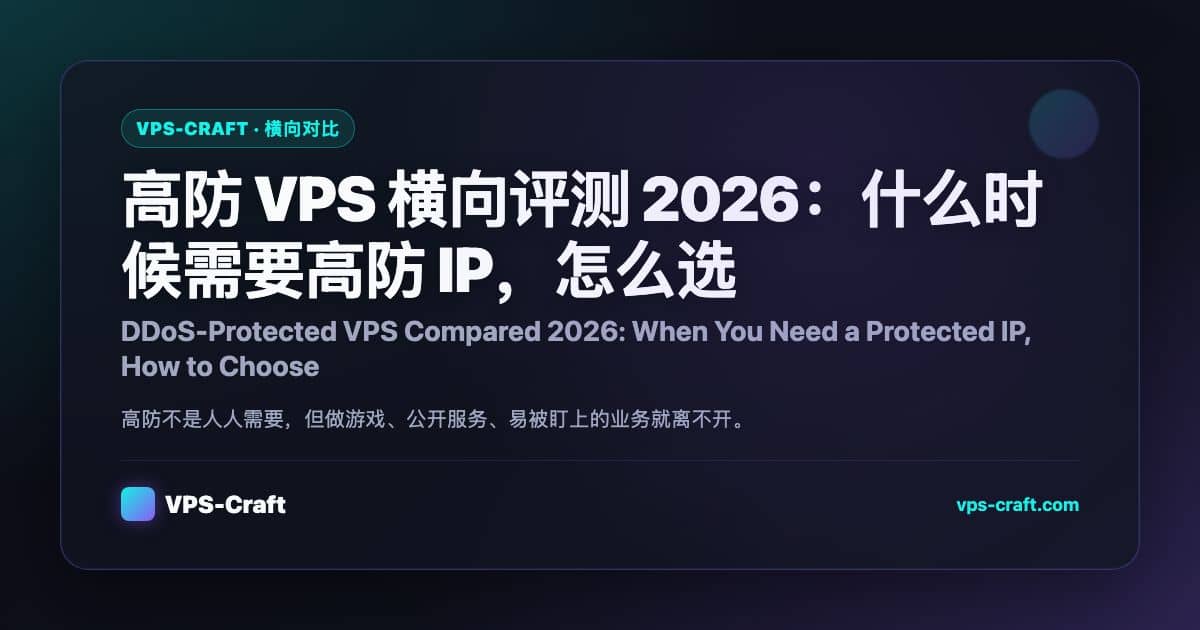 VPS-CRAFT · 横向对比
高防 VPS 横向评测 2026：什么时
候需要高防 IP，怎么选
DDoS-Protected VPS Compared 2026: When You Need a Protected IP,
How to Choose
高防不是人人需要，但做游戏、公开服务、易被盯上的业务就离不开。
VPS-Craft
vps-craft.com